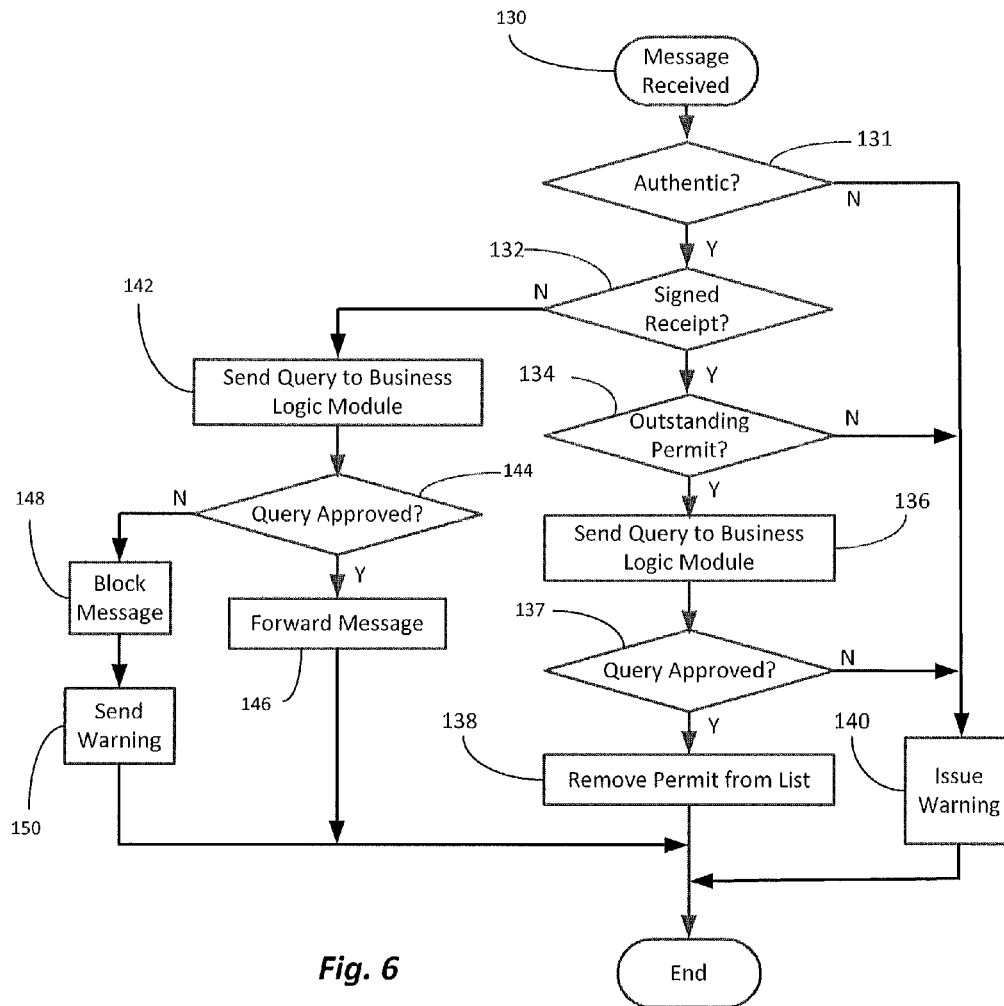 130
Message
Received
131
Authentic?
N
Y
132
Signed
Receipt?
N
142
Y
Send Query to Business
Logic Module
134
Outstanding
Permit?
N
144
Y
Query Approved?
N
148
136
Send Query to Business
Logic Module
Y
Block
Message
Forward Message
137
Query Approved?
N
146
Send
Warning
Y
138
140
Remove Permit from List
Issue
Warning
150
End
Fig. 6